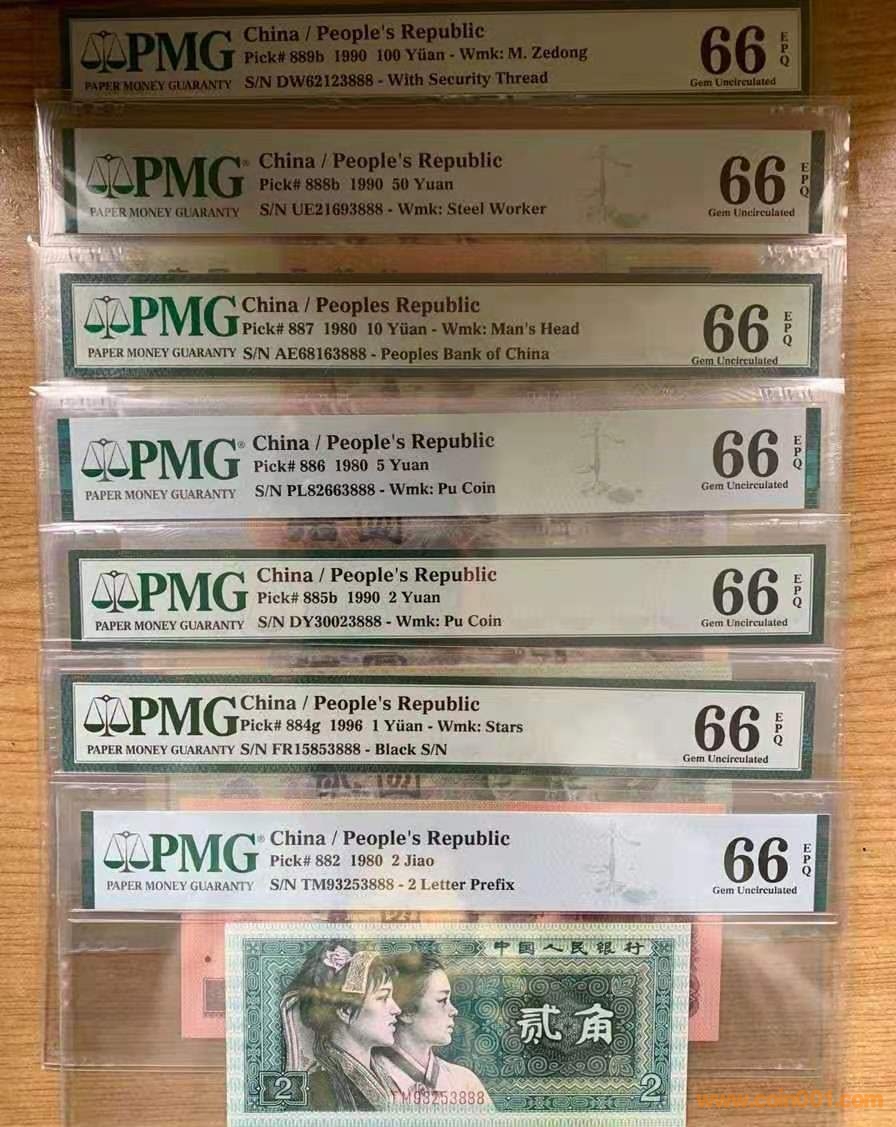 PMG
PAPER MONEY GUARANTY
China / People's Republic
Pick# 889b 1990 100 Yüan - Wmk: M. Zedong
S/N DW62123888 - With Security Thread
66 EPQ
Gem Uncirculated
PMG
PAPER MONEY GUARANTY
China / People's Republic
Pick# 888b 1990 50 Yuan
S/N UE21693888 - Wmk: Steel Worker
66 EPQ
Gem Uncirculated
PMG
PAPER MONEY GUARANTY
China / Peoples Republic
Pick# 887 1980 10 Yüan - Wmk: Man's Head
S/N AE68163888 - Peoples Bank of China
66 EPQ
Gem Uncirculated
PMG
PAPER MONEY GUARANTY
China / People's Republic
Pick# 886 1980 5 Yuan
S/N PL82663888 - Wmk: Pu Coin
66 EPQ
Gem Uncirculated
PMG
PAPER MONEY GUARANTY
China / People's Republic
Pick# 885b 1990 2 Yuan
S/N DY30023888 - Wmk: Pu Coin
66 EPQ
Gem Uncirculated
PMG
PAPER MONEY GUARANTY
China / People's Republic
Pick# 884g 1996 1 Yüan - Wmk: Stars
S/N FR15853888 - Black S/N
66 EPQ
Gem Uncirculated
PMG
PAPER MONEY GUARANTY
China / People's Republic
Pick# 882 1980 2 Jiao
S/N TM93253888 - 2 Letter Prefix
66 EPQ
Gem Uncirculated
中国人民银行
贰角
2
TM93253888
2